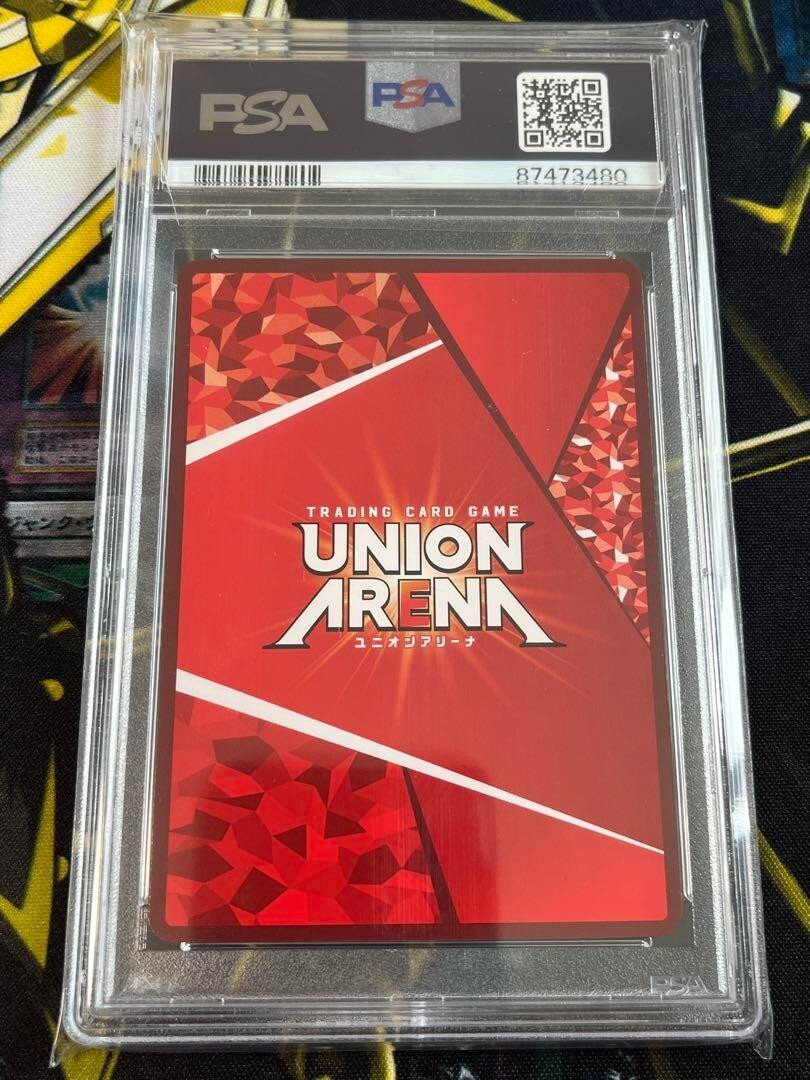 PSA
PSA
87473480
TRADING CARD GAME
UNION
ARENA
ユニオンアリーナ
PSA